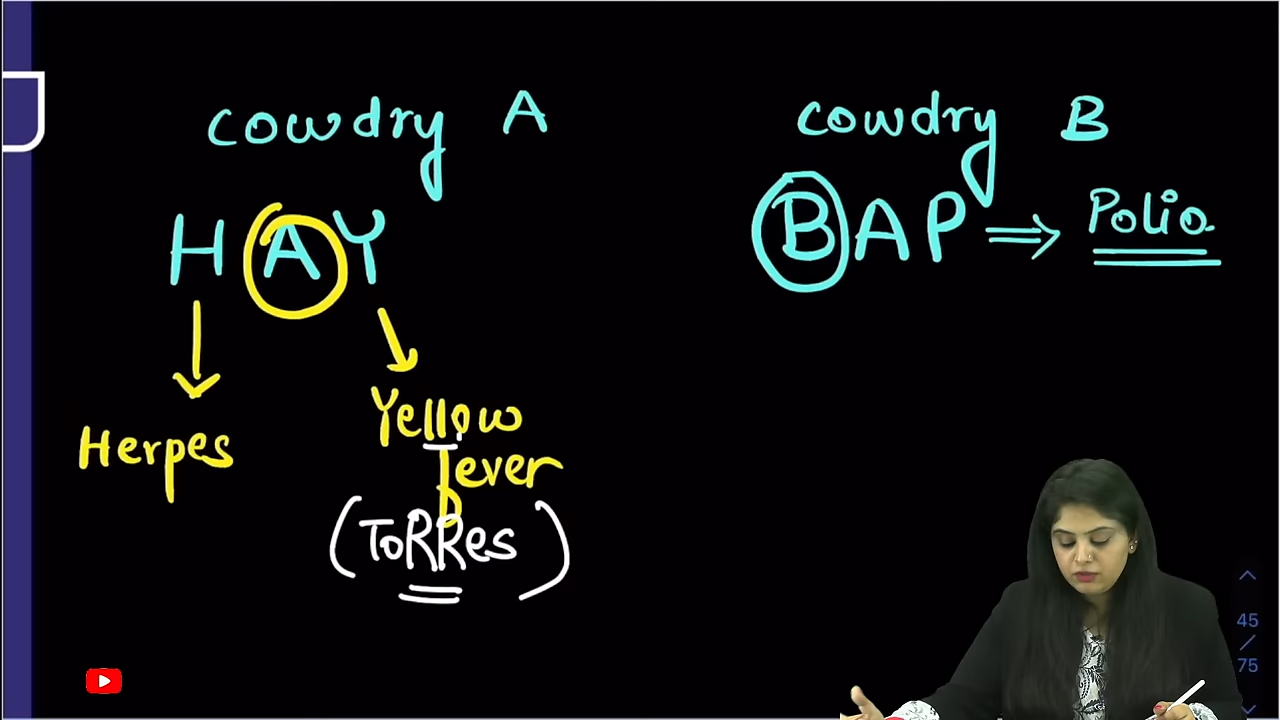 cowdry A
HAY
Herpes
Yellow
fever
(ToRRes)
cowdry B
BAP ⇒ Polio
45
/
75